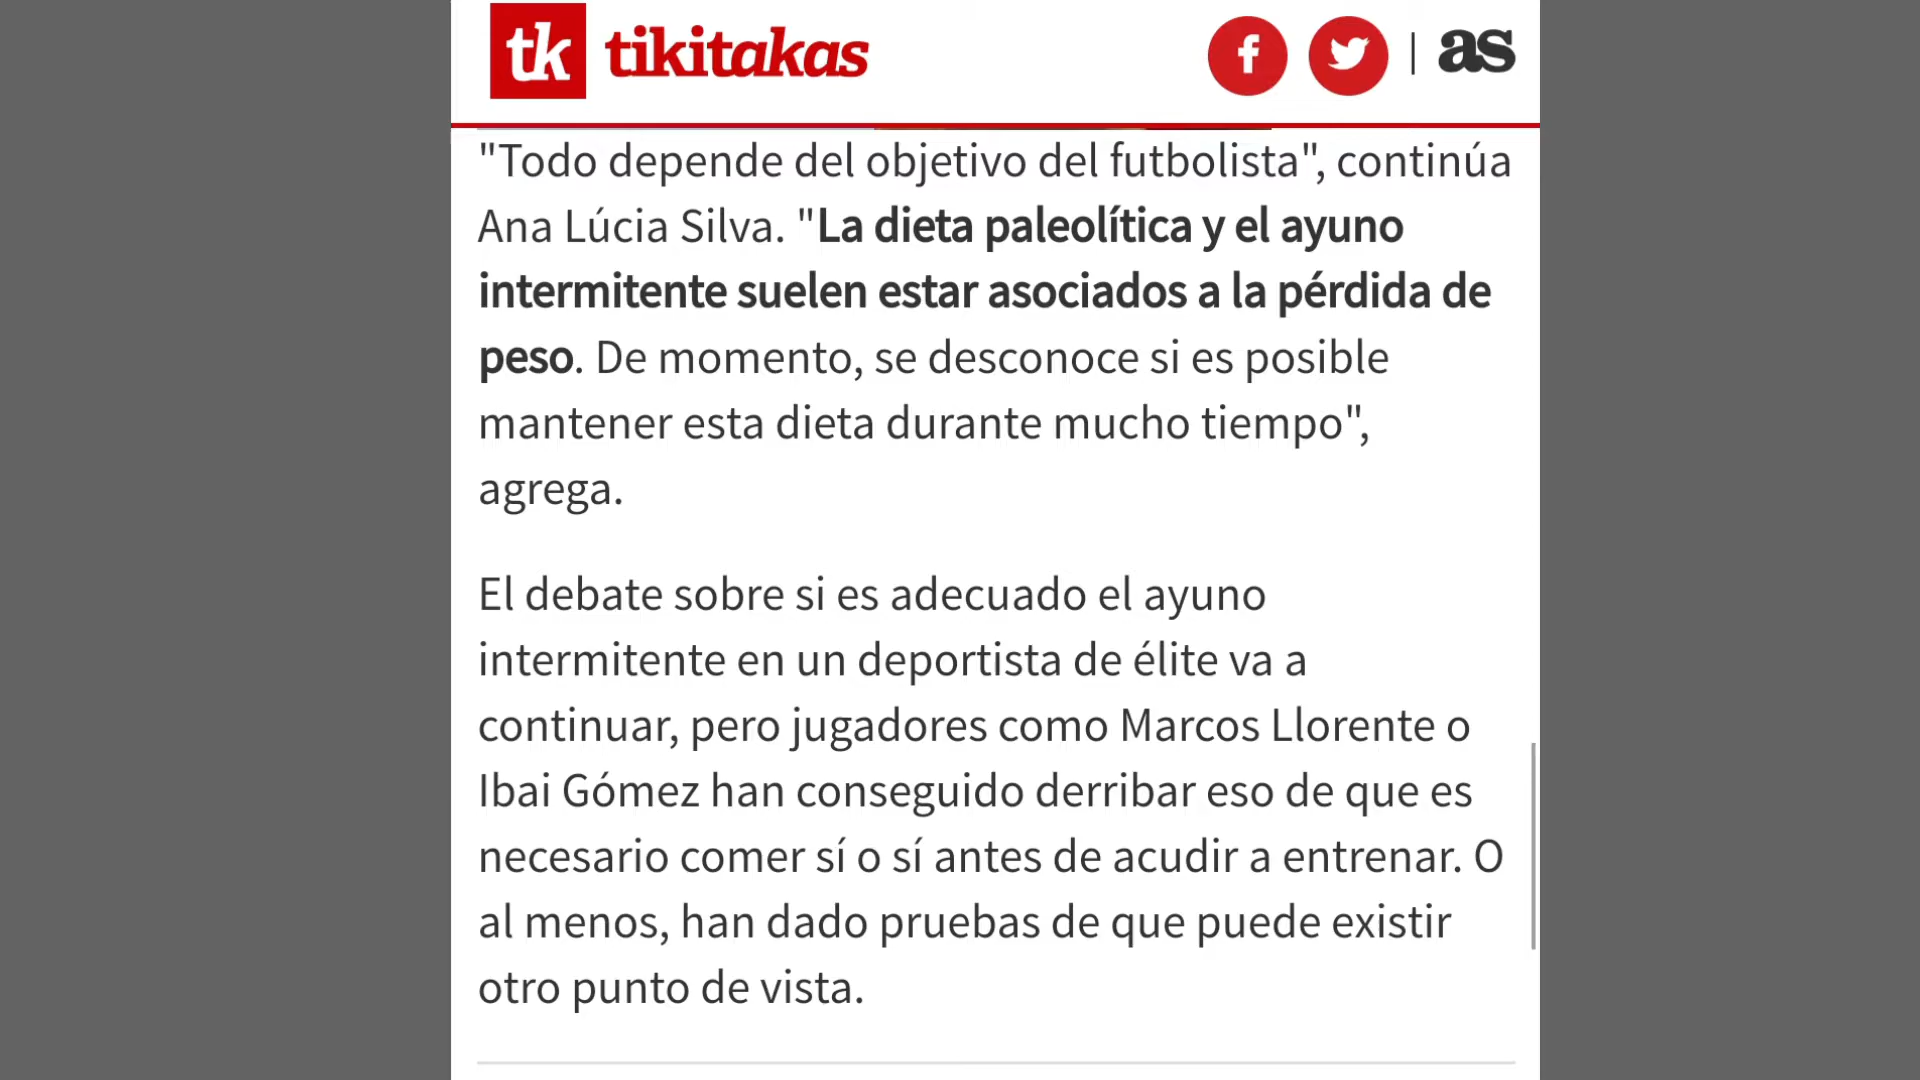 tk tikitakas f | as
"Todo depende del objetivo del futbolista", continúa
Ana Lúcia Silva. "La dieta paleolítica y el ayuno
intermitente suelen estar asociados a la pérdida de
peso. De momento, se desconoce si es posible
mantener esta dieta durante mucho tiempo",
agrega.
El debate sobre si es adecuado el ayuno
intermitente en un deportista de élite va a
continuar, pero jugadores como Marcos Llorente o
Ibai Gómez han conseguido derribar eso de que es
necesario comer sí o sí antes de acudir a entrenar. O
al menos, han dado pruebas de que puede existir
otro punto de vista.